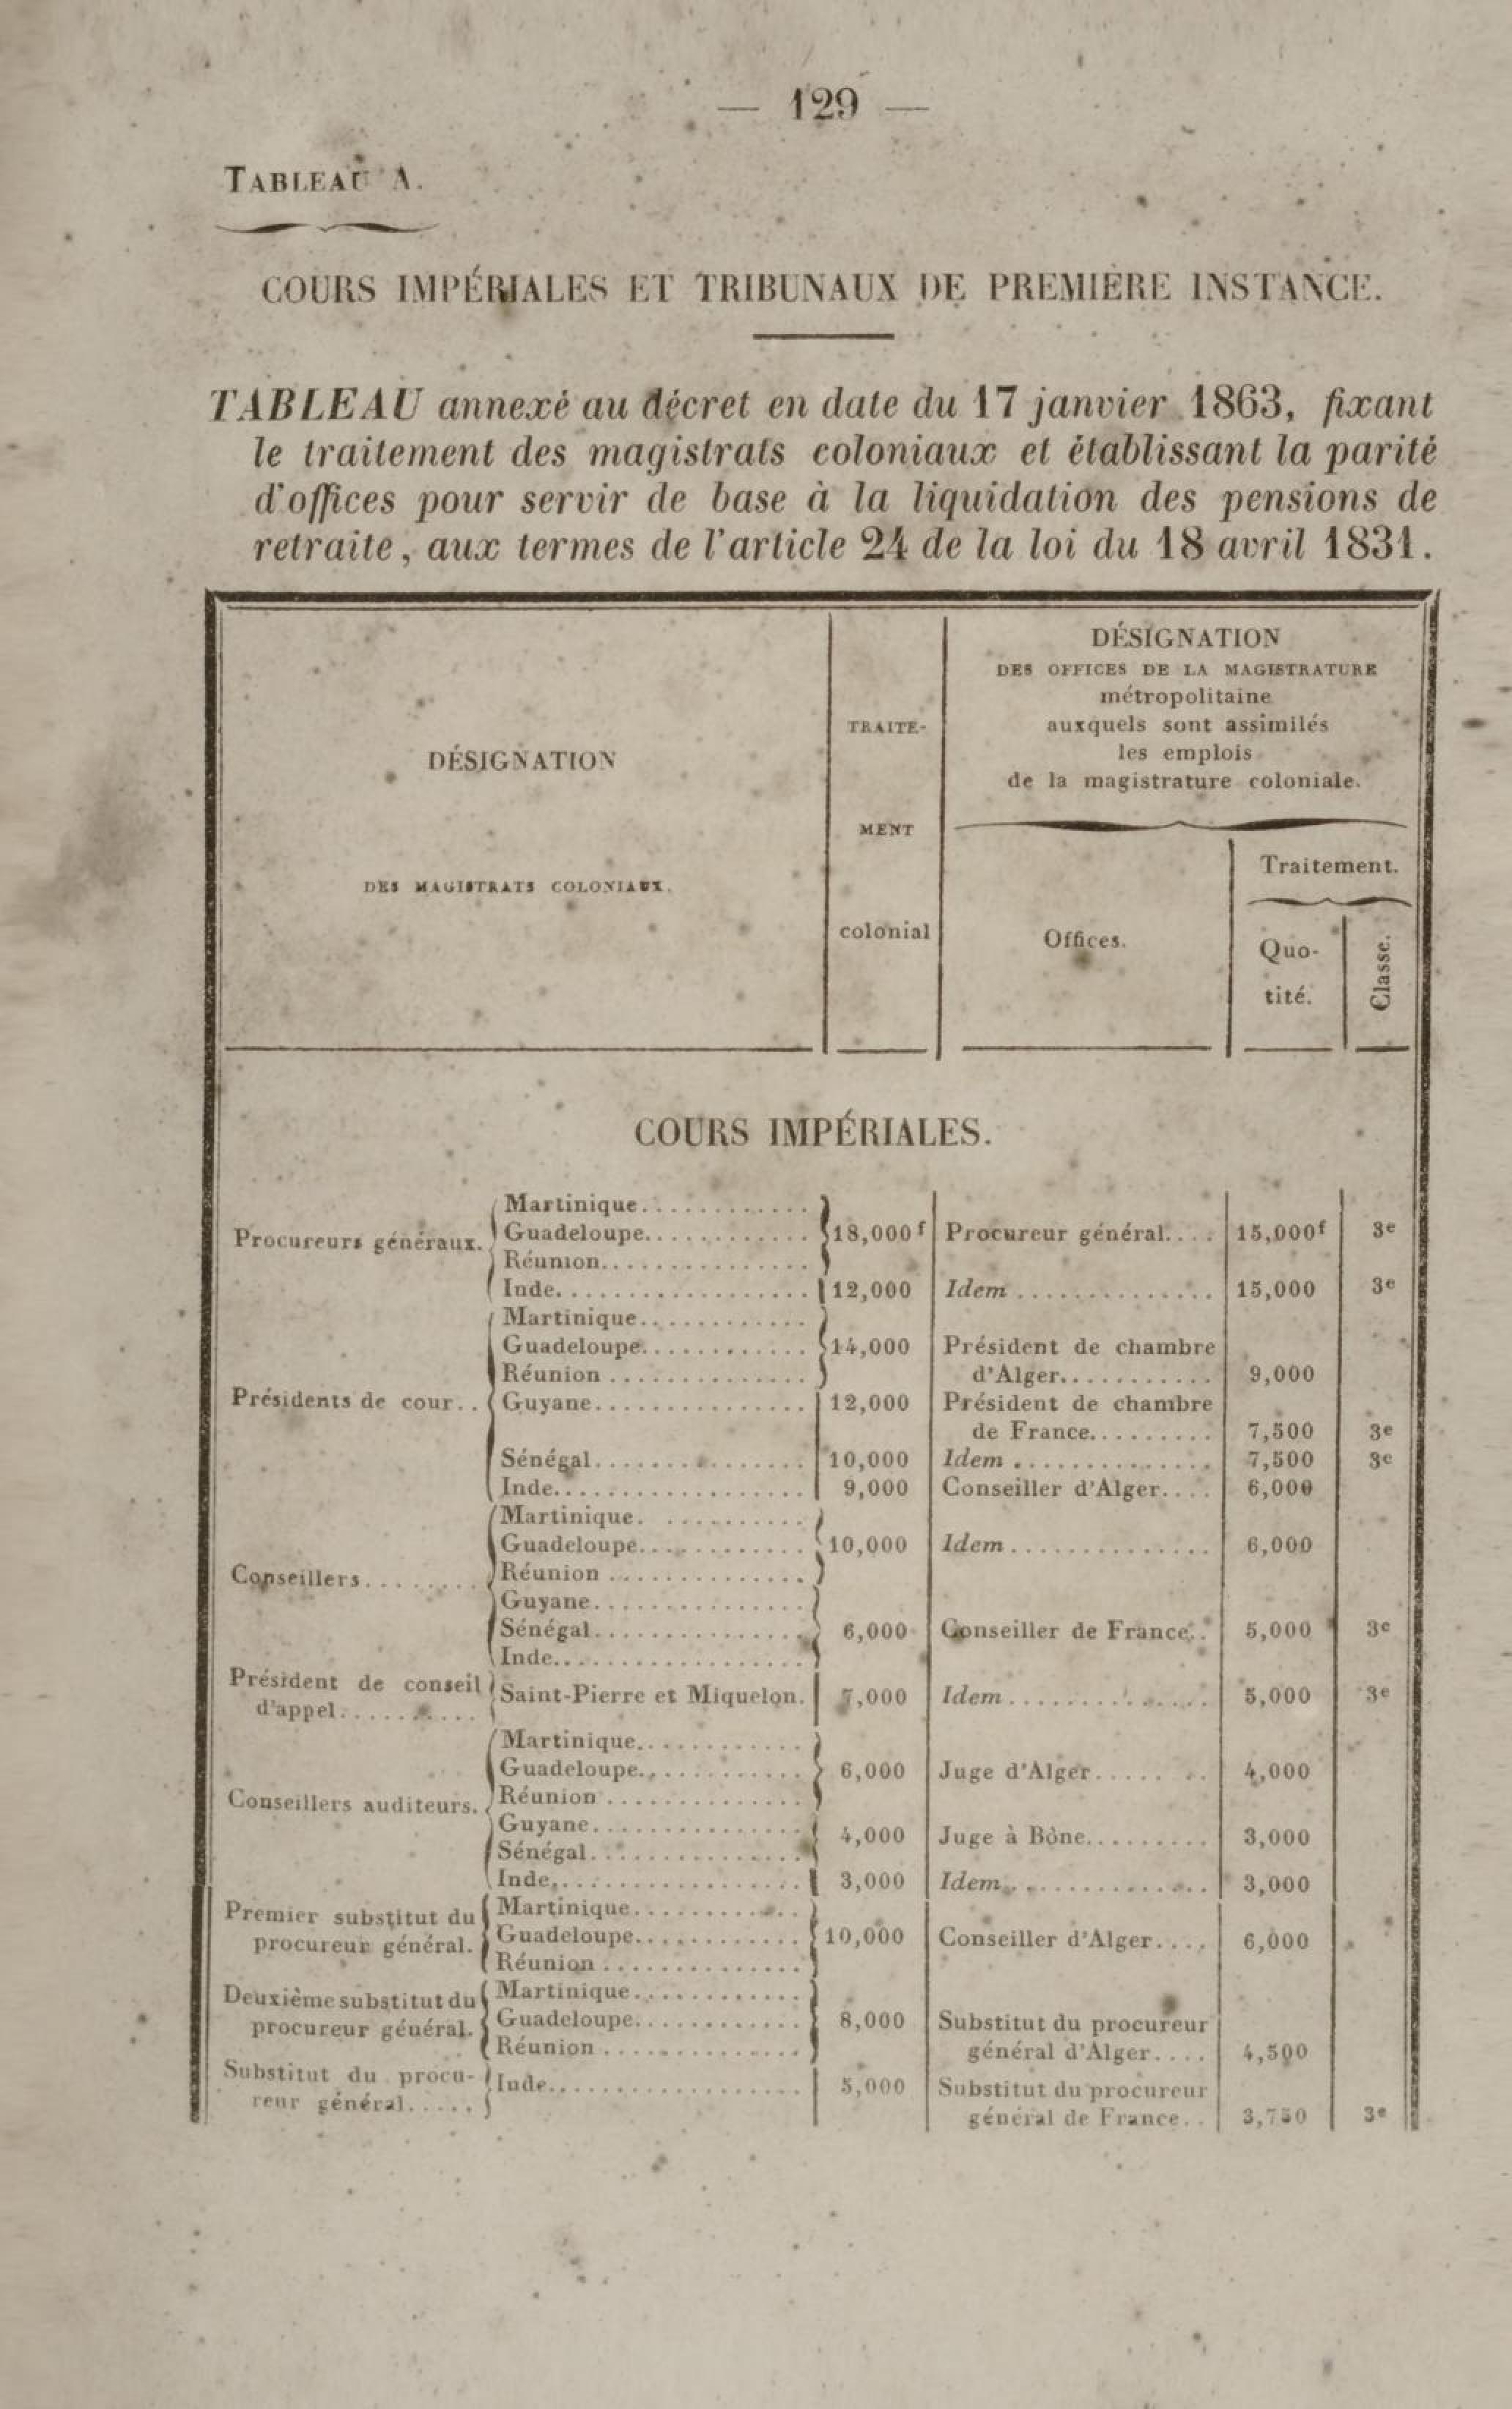 — 129 —
TABLEAU A.
COURS IMPÉRIALES ET TRIBUNAUX DE PREMIÈRE INSTANCE.
TABLEAU annexé au décret en date du 17 janvier 1863, fixant
le traitement des magistrats coloniaux et établissant la parité
d'offices pour servir de base à la liquidation des pensions de
retraite, aux termes de l'article 24 de la loi du 18 avril 1831.
DÉSIGNATION
DES MAGISTRATS COLONIAUX.
TRAITE-
MENT
colonial
DÉSIGNATION
DES OFFICES DE LA MAGISTRATURE
métropolitaine
auxquels sont assimilés
les emplois
de la magistrature coloniale.
Offices.
Traitement.
Quo-
tité.
Classe.
COURS IMPÉRIALES.
Martinique............
Procureurs généraux. Guadeloupe............ 18,000f Procureur général.... 15,000f 3e
Réunion...............
Inde.................. 12,000 Idem .............. 15,000 3e
Martinique............
Guadeloupe............ 14,000 Président de chambre
Réunion .............. d'Alger........... 9,000
Présidents de cour.. Guyane............... 12,000 Président de chambre
de France......... 7,500 3e
Sénégal............... 10,000 Idem .............. 7,500 3e
Inde.................. 9,000 Conseiller d'Alger.... 6,000
Martinique. ..........
Guadeloupe............ 10,000 Idem .............. 6,000
Conseillers........ Réunion ..............
Guyane...............
Sénégal............... 6,000 Conseiller de France.. 5,000 3e
Inde..................
Président de conseil
d'appel.......... Saint-Pierre et Miquelon. 7,000 Idem.............. 5,000 3e
Martinique............
Guadeloupe............ 6,000 Juge d'Alger........ 4,000
Conseillers auditeurs. Réunion ..............
Guyane............... 4,000 Juge à Bône......... 3,000
Sénégal...............
Inde.................. 3,000 Idem.............. 3,000
Premier substitut du Martinique............
procureur général. Guadeloupe............ 10,000 Conseiller d'Alger.... 6,000
Réunion ..............
Deuxième substitut du Martinique............
procureur général. Guadeloupe............ 8,000 Substitut du procureur
Réunion .............. général d'Alger.... 4,500
Substitut du procu- Inde.................. 5,000 Substitut du procureur
reur général..... général de France.. 3,750 3e